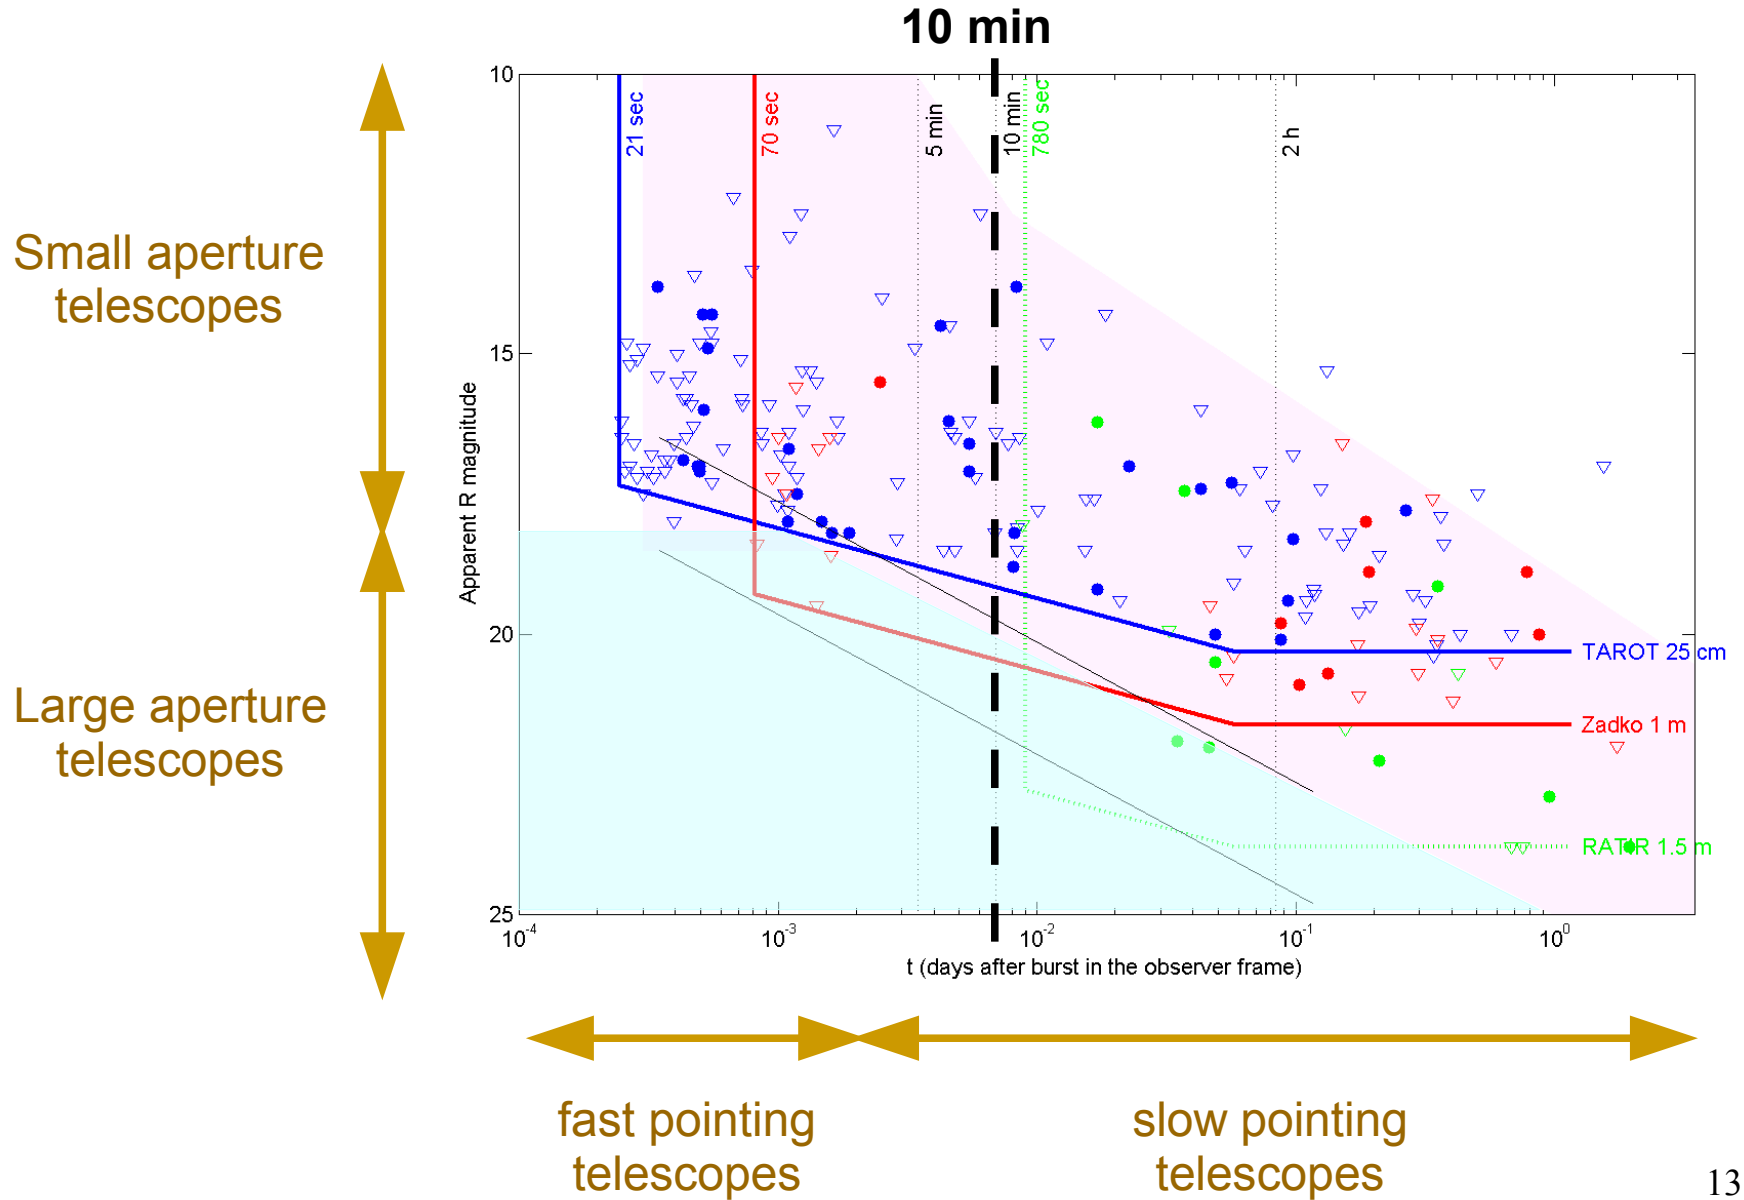 10 min
10
21 sec
70 sec
5 min
10 min
780 sec
2 h
Small aperture
telescopes
15
Apparent R magnitude
20
TAROT 25 cm
Large aperture
telescopes
Zadko 1 m
RATIR 1.5 m
25
10-4
10-3
10-2
10-1
100
t (days after burst in the observer frame)
fast pointing
telescopes
slow pointing
telescopes
13